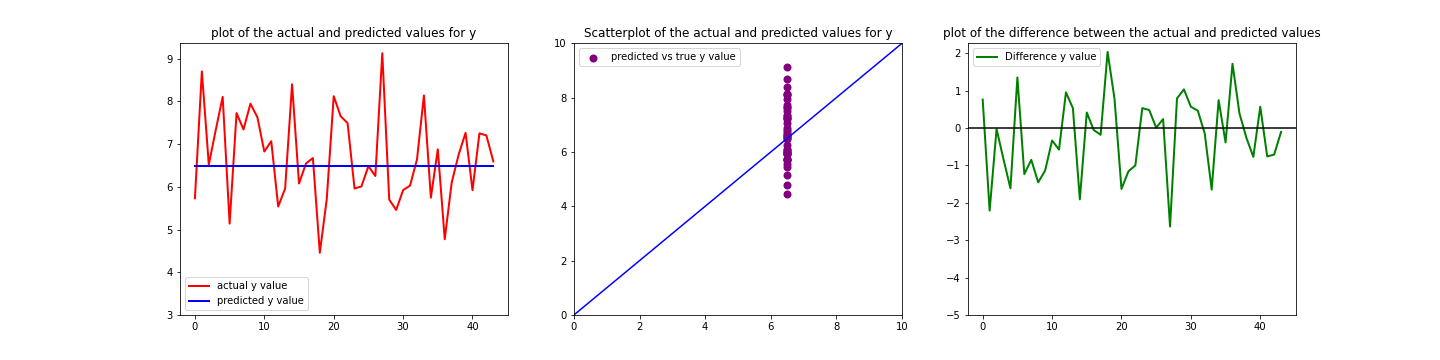 plot of the actual and predicted values for y
9
8
7
6
5
4
3
0 10 20 30 40
actual y value
predicted y value
Scatterplot of the actual and predicted values for y
predicted vs true y value
10
8
6
4
2
0
0 2 4 6 8 10
plot of the difference between the actual and predicted values
Difference y value
2
1
0
−1
−2
−3
−4
−5
0 10 20 30 40